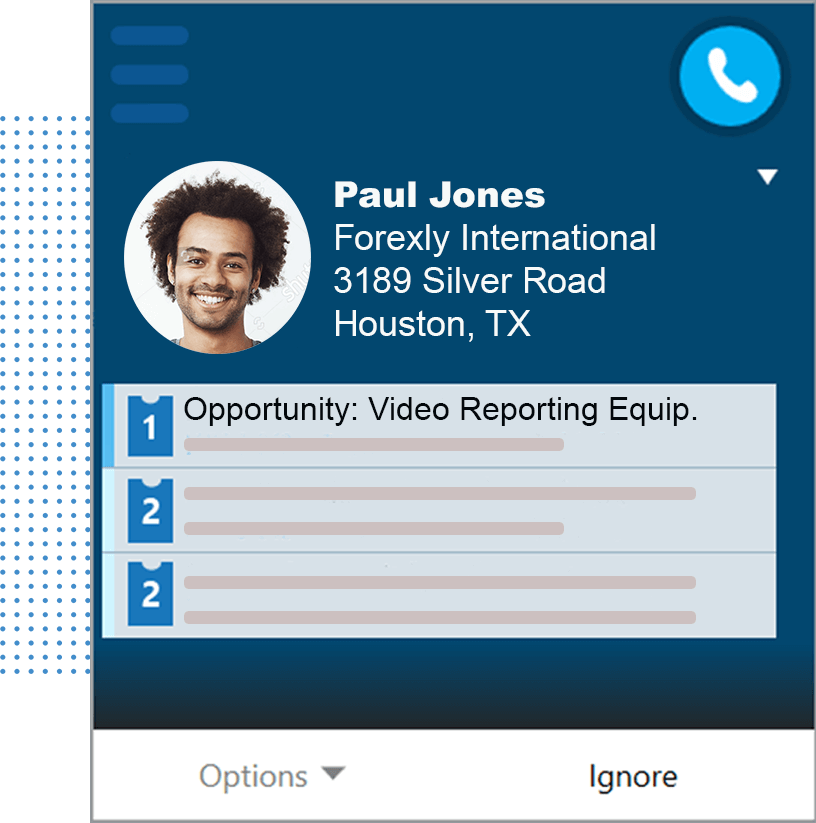 Paul Jones
Forexly International
3189 Silver Road
Houston, TX
1 Opportunity: Video Reporting Equip.
2
2
Options Ignore